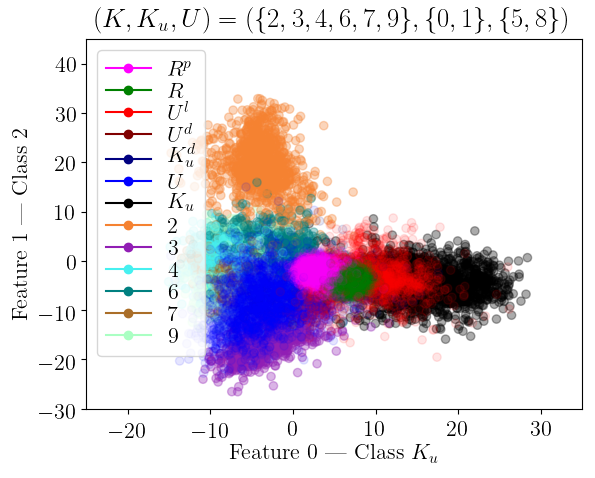 (K, K_u, U) = ({2, 3, 4, 6, 7, 9}, {0, 1}, {5, 8})
Feature 1 — Class 2
40
30
20
10
0
−10
−20
−30
R^p
R
U^l
U^d
K_u^d
U
K_u
2
3
4
6
7
9
−20
−10
0
10
20
30
Feature 0 — Class K_u